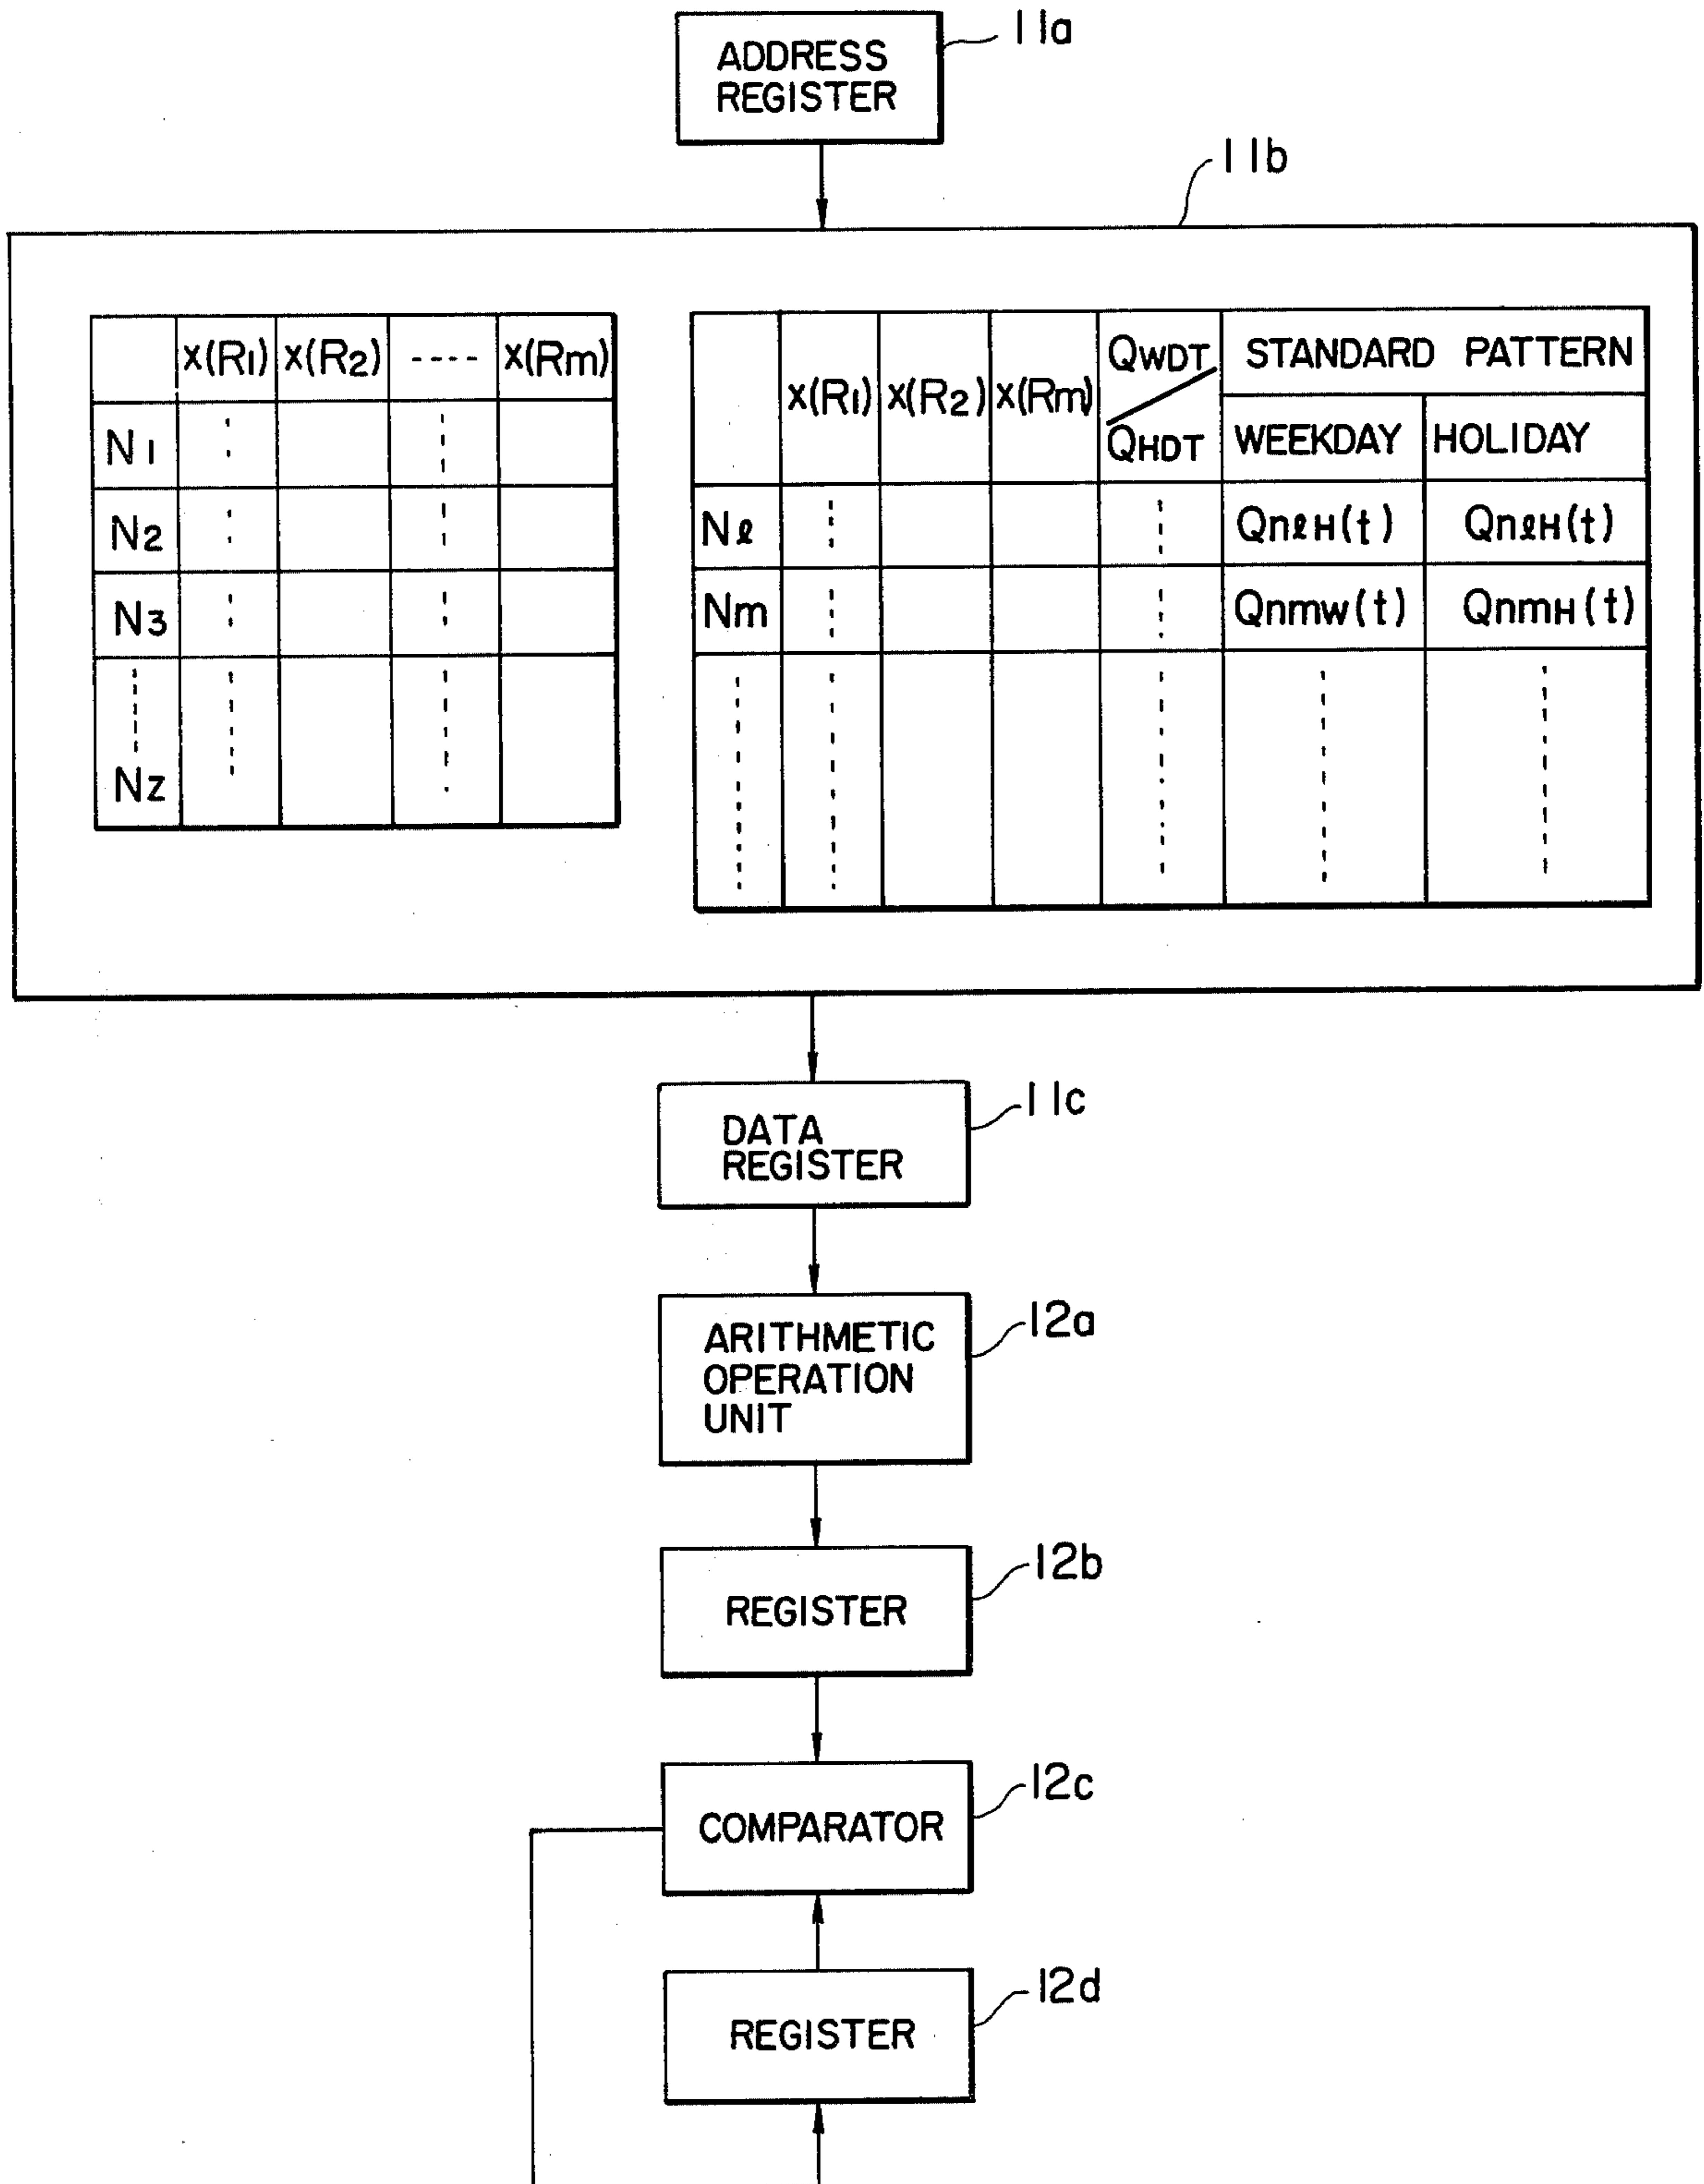 ADDRESS
REGISTER
11a
11b
x(R1) x(R2) ---- x(Rm)
N1
N2
N3
Nz
x(R1) x(R2) x(Rm) QWDT / QHDT STANDARD PATTERN
WEEKDAY HOLIDAY
Nℓ QnℓH(t) QnℓH(t)
Nm QnmW(t) QnmH(t)
DATA
REGISTER
11c
ARITHMETIC
OPERATION
UNIT
12a
REGISTER
12b
COMPARATOR
12c
REGISTER
12d